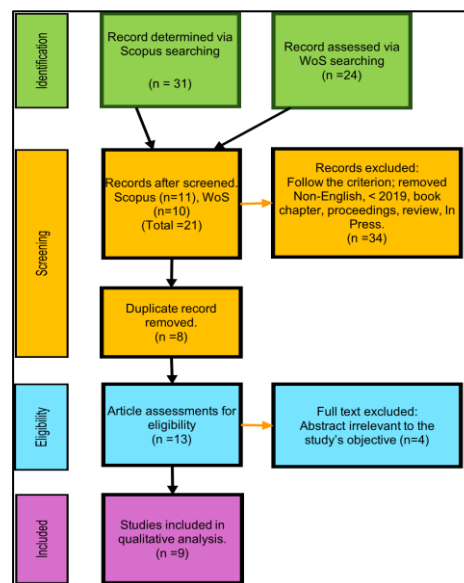 Identification
Record determined via
Scopus searching
(n = 31)
Record assessed via
WoS searching
(n =24)
Screening
Records after screened.
Scopus (n=11), WoS
(n=10)
(Total =21)
Records excluded:
Follow the criterion; removed
Non-English, < 2019, book
chapter, proceedings, review, In
Press.
(n =34)
Duplicate record
removed.
(n =8)
Eligibility
Article assessments for
eligibility
(n =13)
Full text excluded:
Abstract irrelevant to the
study's objective (n=4)
Included
Studies included in
qualitative analysis.
(n =9)